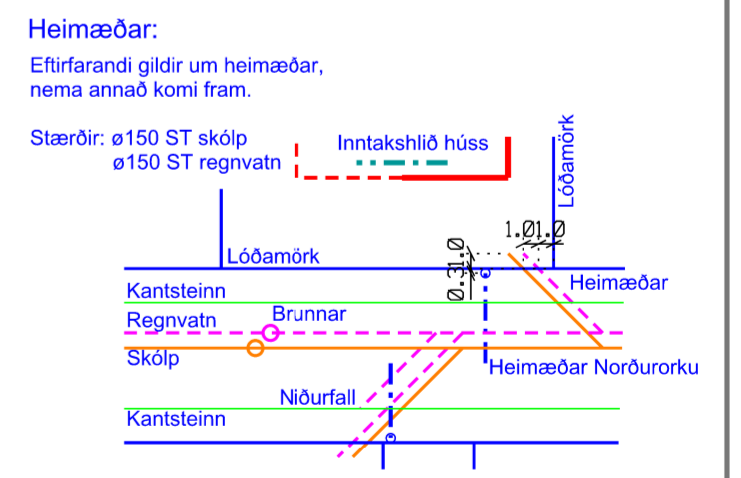 Heimæðar:
Eftirfarandi gildir um heimæðar,
nema annað komi fram.
Stærðir: ø150 ST skólp
ø150 ST regnvatn
Inntakshlið húss
Lóðamörk
Lóðamörk
1.0
1.0
1.0
0.3
Kantsteinn
Heimæðar
Regnvatn
Brunnar
Skólp
Heimæðar Norðurorku
Niðurfall
Kantsteinn